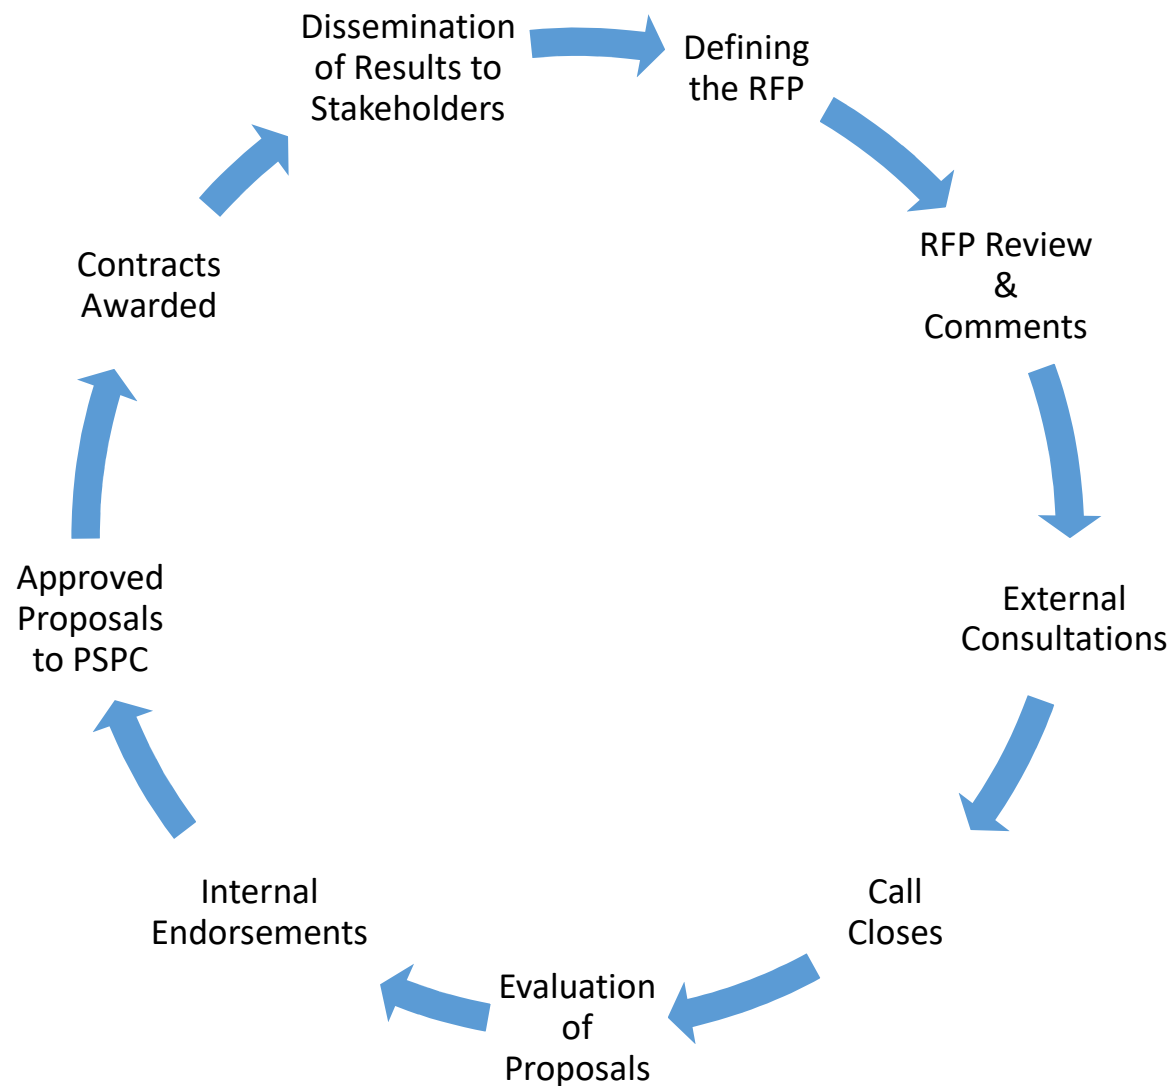 Dissemination
of Results to
Stakeholders
Defining
the RFP
RFP Review
&
Comments
External
Consultations
Call
Closes
Evaluation
of
Proposals
Internal
Endorsements
Approved
Proposals
to PSPC
Contracts
Awarded